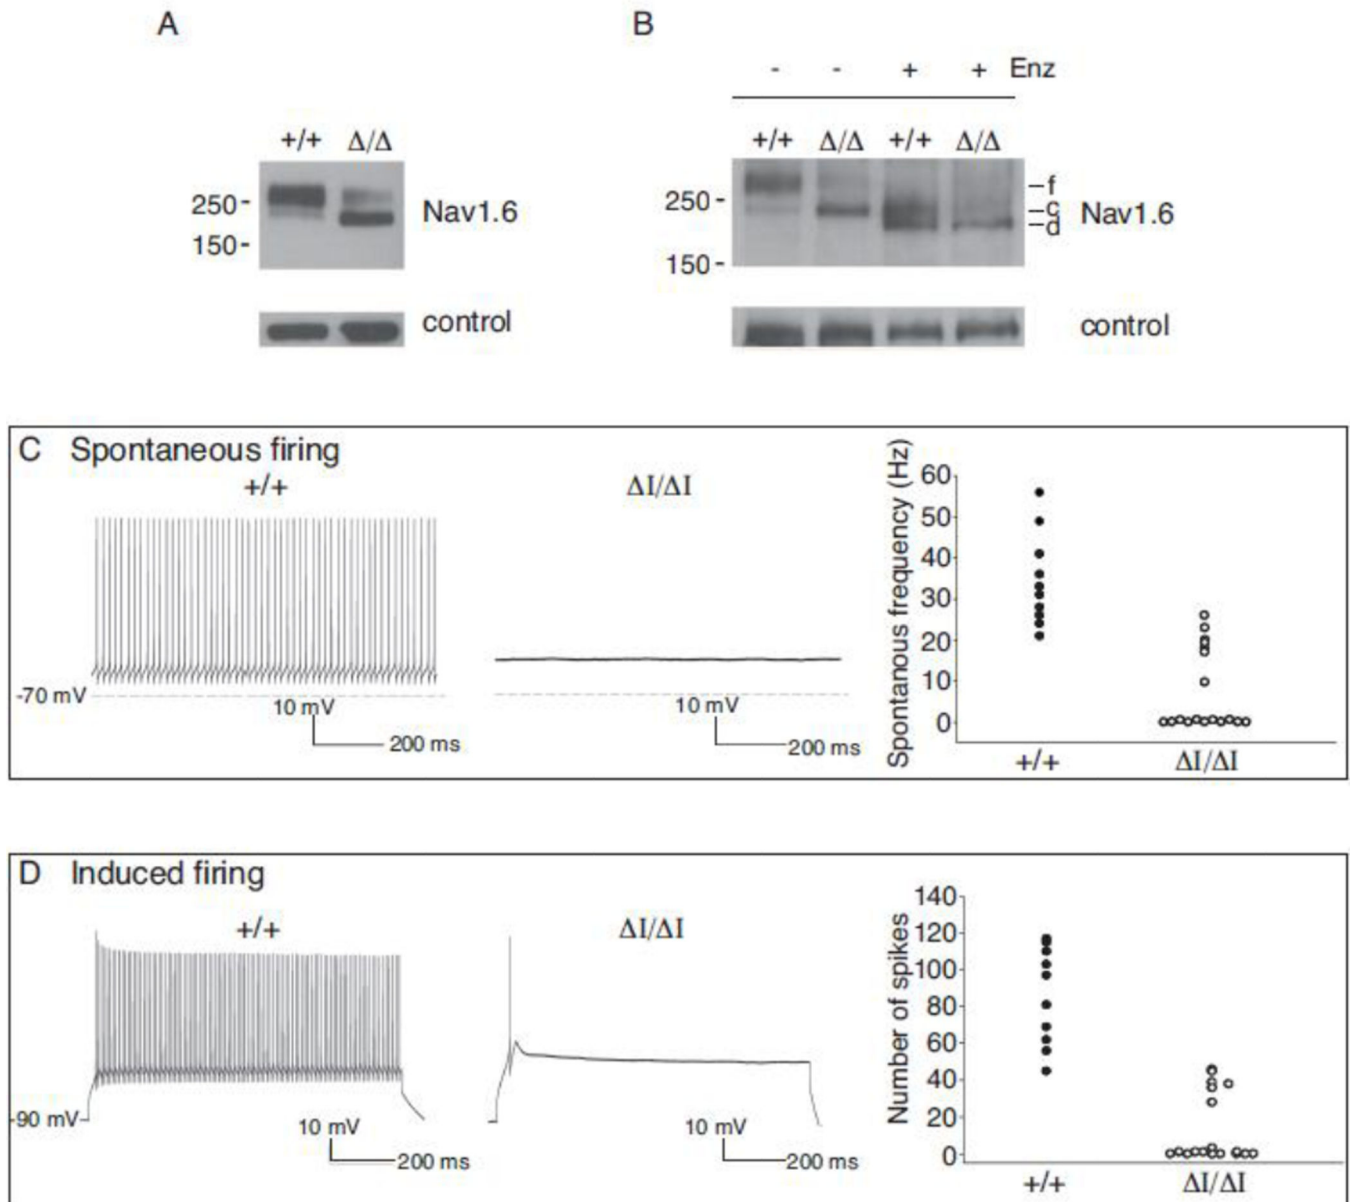 A
B
- - + + Enz
+/+ Δ/Δ
+/+ Δ/Δ +/+ Δ/Δ
250-
150-
Nav1.6
control
250-
150-
-f
-c
-d
Nav1.6
control
C Spontaneous firing
+/+
ΔI/ΔI
-70 mV
10 mV
200 ms
10 mV
200 ms
Spontanous frequency (Hz)
60
50
40
30
20
10
0
+/+ ΔI/ΔI
D Induced firing
+/+
ΔI/ΔI
-90 mV
10 mV
200 ms
10 mV
200 ms
Number of spikes
140
120
100
80
60
40
20
0
+/+ ΔI/ΔI